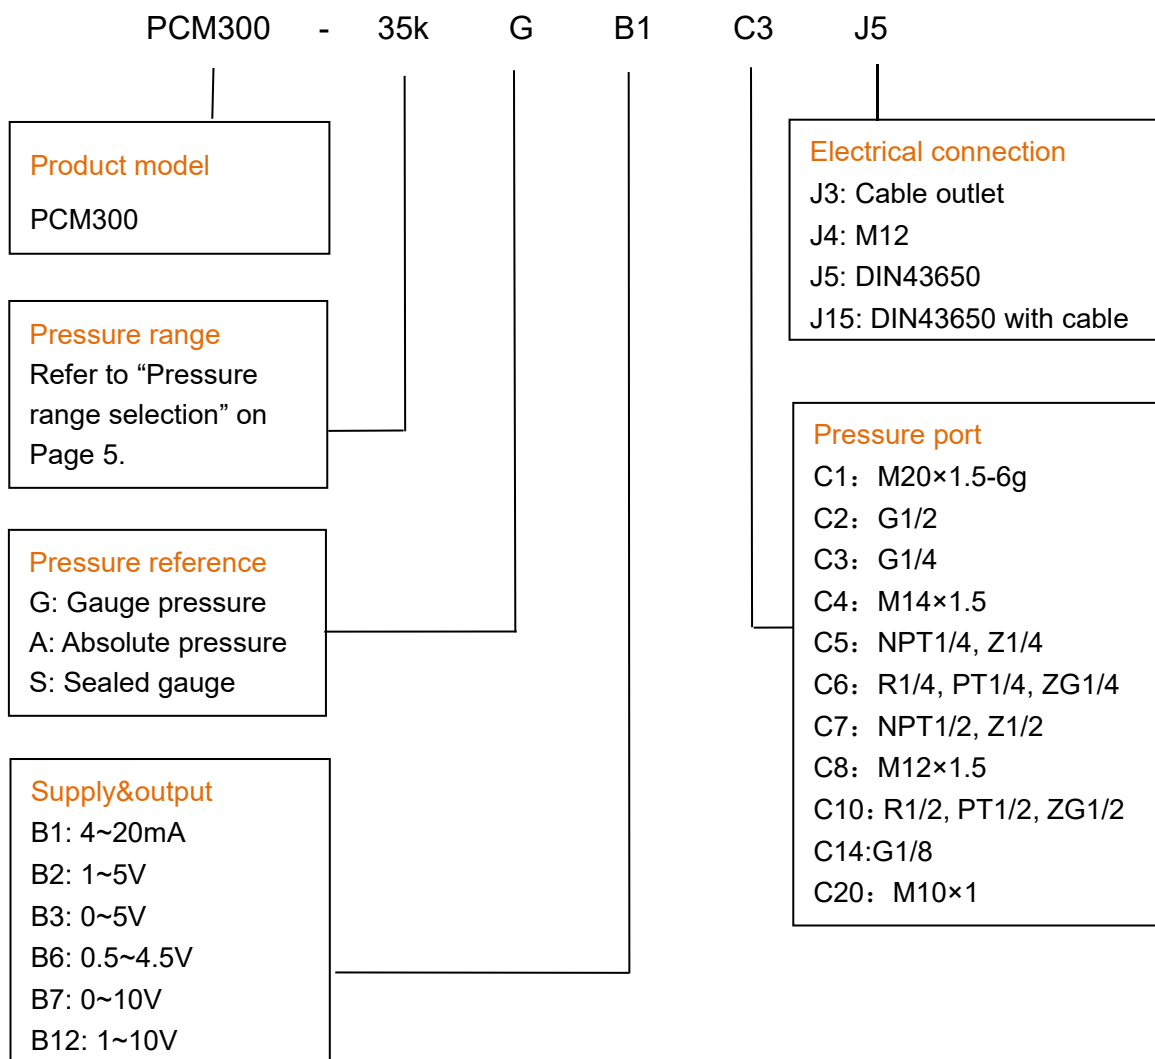 PCM300 - 35k G B1 C3 J5
Product model
PCM300
Pressure range
Refer to “Pressure
range selection” on
Page 5.
Pressure reference
G: Gauge pressure
A: Absolute pressure
S: Sealed gauge
Supply&output
B1: 4~20mA
B2: 1~5V
B3: 0~5V
B6: 0.5~4.5V
B7: 0~10V
B12: 1~10V
Electrical connection
J3: Cable outlet
J4: M12
J5: DIN43650
J15: DIN43650 with cable
Pressure port
C1：M20×1.5-6g
C2：G1/2
C3：G1/4
C4：M14×1.5
C5：NPT1/4, Z1/4
C6：R1/4, PT1/4, ZG1/4
C7：NPT1/2, Z1/2
C8：M12×1.5
C10：R1/2, PT1/2, ZG1/2
C14:G1/8
C20：M10×1